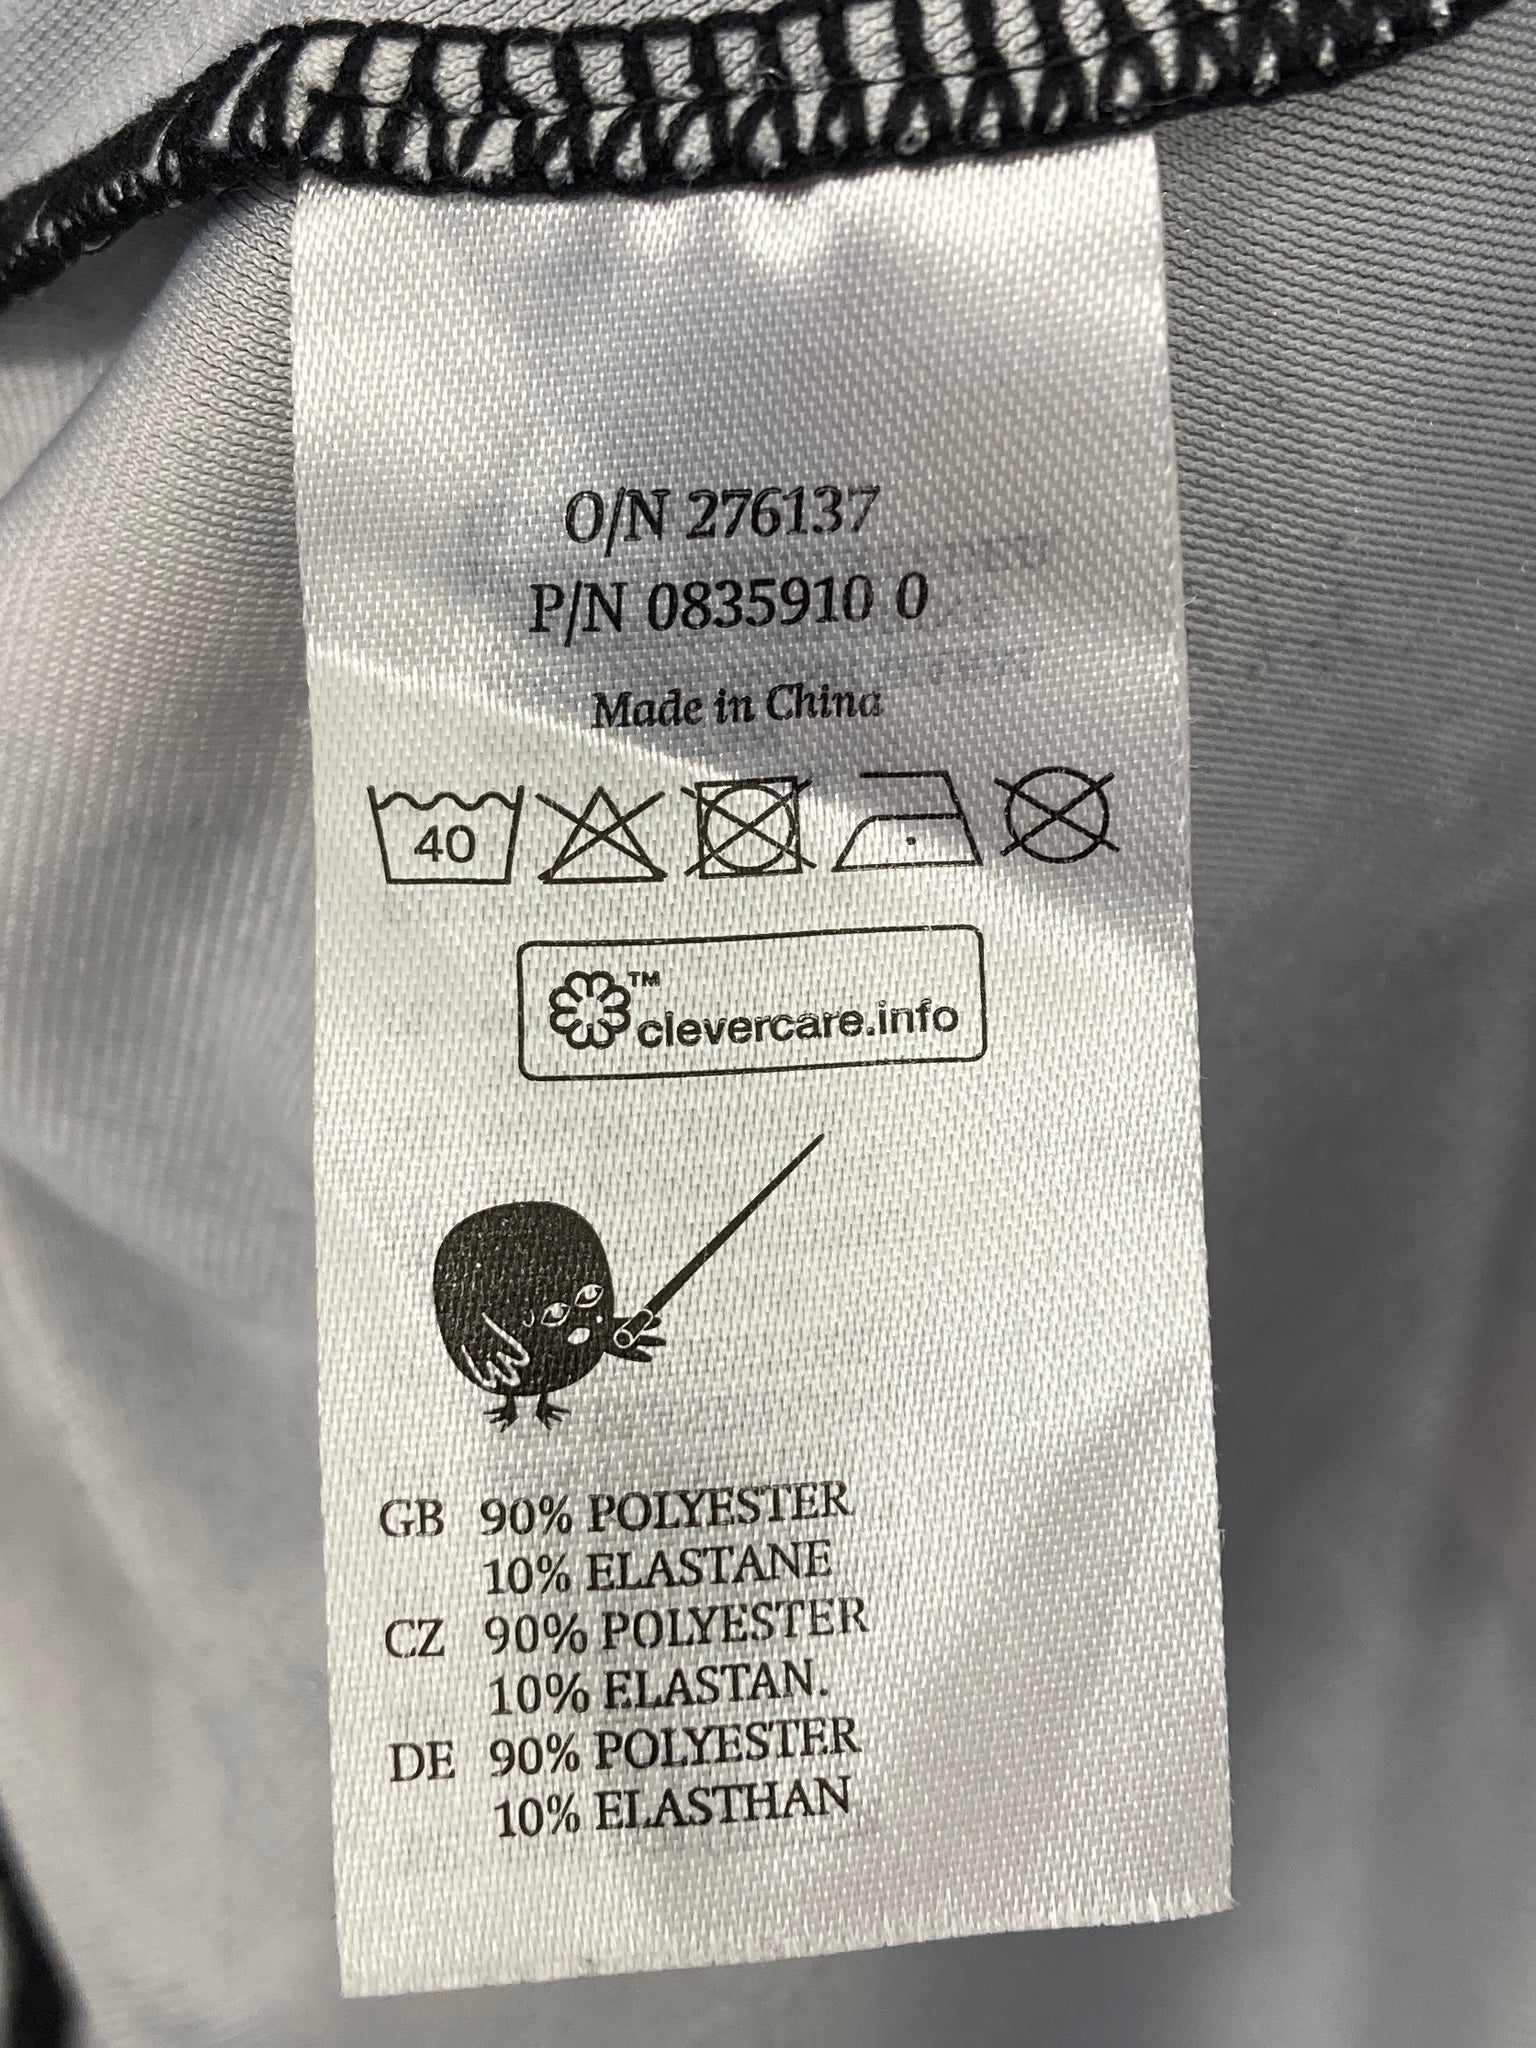 O/N 276137
P/N 0835910 0
Made in China
40
™
clevercare.info
GB 90% POLYESTER
10% ELASTANE
CZ 90% POLYESTER
10% ELASTAN.
DE 90% POLYESTER
10% ELASTHAN